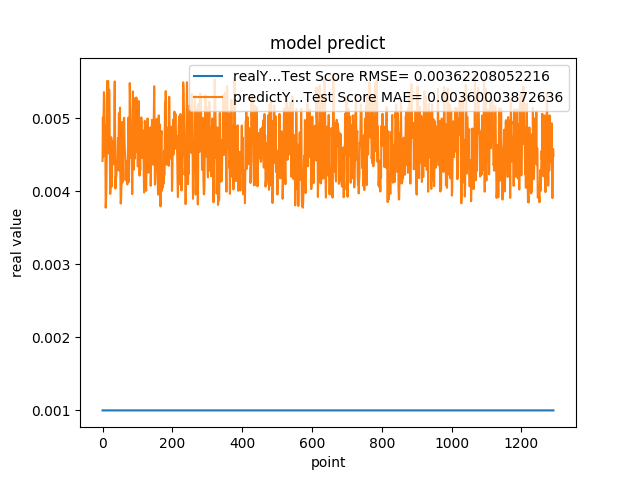 model predict
realY...Test Score RMSE= 0.00362208052216
predictY...Test Score MAE= 0.00360003872636
0.005
0.004
0.003
0.002
0.001
real value
0 200 400 600 800 1000 1200
point